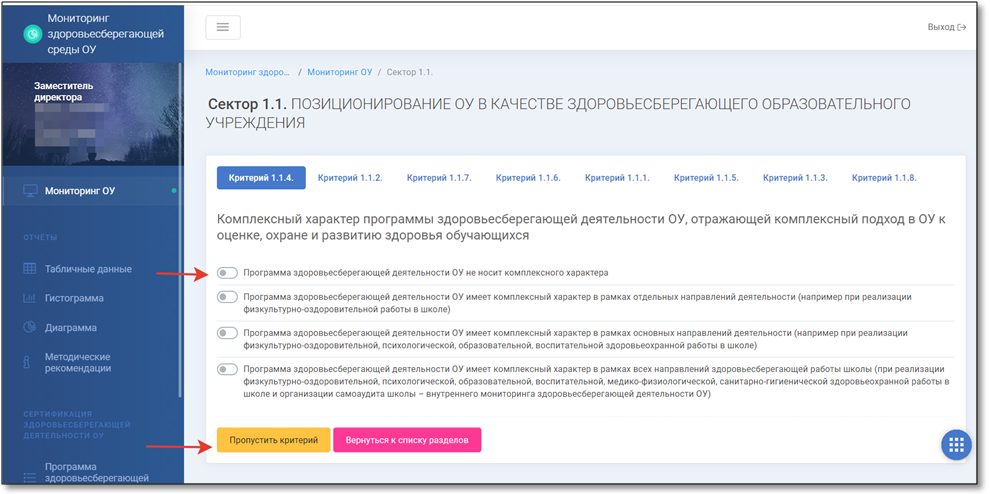 Мониторинг
здоровьесберегающей
среды ОУ
Заместитель
директора
Мониторинг ОУ
ОТЧЁТЫ
Табличные данные
Гистограмма
Диаграмма
Методические
рекомендации
СЕРТИФИКАЦИЯ
ЗДОРОВЬЕСБЕРЕГАЮЩЕЙ
ДЕЯТЕЛЬНОСТИ ОУ
Программа
здоровьесберегающей
Выход
Мониторинг здоро... / Мониторинг ОУ / Сектор 1.1.
Сектор 1.1. ПОЗИЦИОНИРОВАНИЕ ОУ В КАЧЕСТВЕ ЗДОРОВЬЕСБЕРЕГАЮЩЕГО ОБРАЗОВАТЕЛЬНОГО
УЧРЕЖДЕНИЯ
Критерий 1.1.4. Критерий 1.1.2. Критерий 1.1.7. Критерий 1.1.6. Критерий 1.1.1. Критерий 1.1.5. Критерий 1.1.3. Критерий 1.1.8.
Комплексный характер программы здоровьесберегающей деятельности ОУ, отражающей комплексный подход в ОУ к
оценке, охране и развитию здоровья обучающихся
Программа здоровьесберегающей деятельности ОУ не носит комплексного характера
Программа здоровьесберегающей деятельности ОУ имеет комплексный характер в рамках отдельных направлений деятельности (например при реализации
физкультурно-оздоровительной работы в школе)
Программа здоровьесберегающей деятельности ОУ имеет комплексный характер в рамках основных направлений деятельности (например при реализации
физкультурно-оздоровительной, психологической, образовательной, воспитательной здоровьеохранной работы в школе)
Программа здоровьесберегающей деятельности ОУ имеет комплексный характер в рамках всех направлений здоровьесберегающей работы школы (при реализации
физкультурно-оздоровительной, психологической, образовательной, воспитательной, медико-физиологической, санитарно-гигиенической здоровьеохранной работы в
школе и организации самоаудита школы – внутреннего мониторинга здоровьесберегающей деятельности ОУ)
Пропустить критерий Вернуться к списку разделов